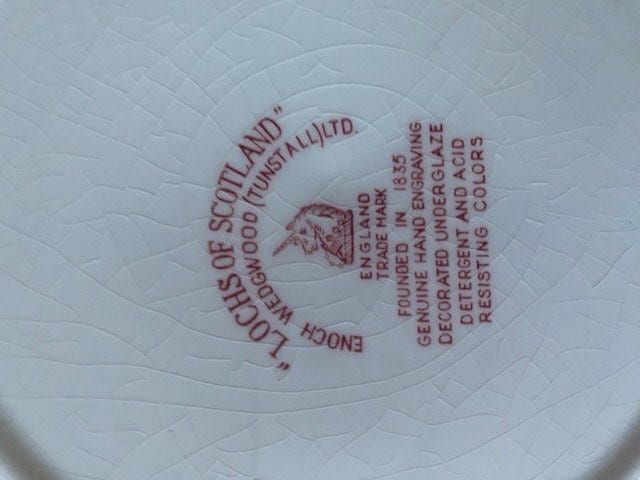 "LOCHS OF SCOTLAND"
ENOCH WEDGWOOD (TUNSTALL) LTD.
ENGLAND
TRADE MARK
FOUNDED IN 1835
GENUINE HAND ENGRAVING
DECORATED UNDERGLAZE
DETERGENT AND ACID
RESISTING COLORS